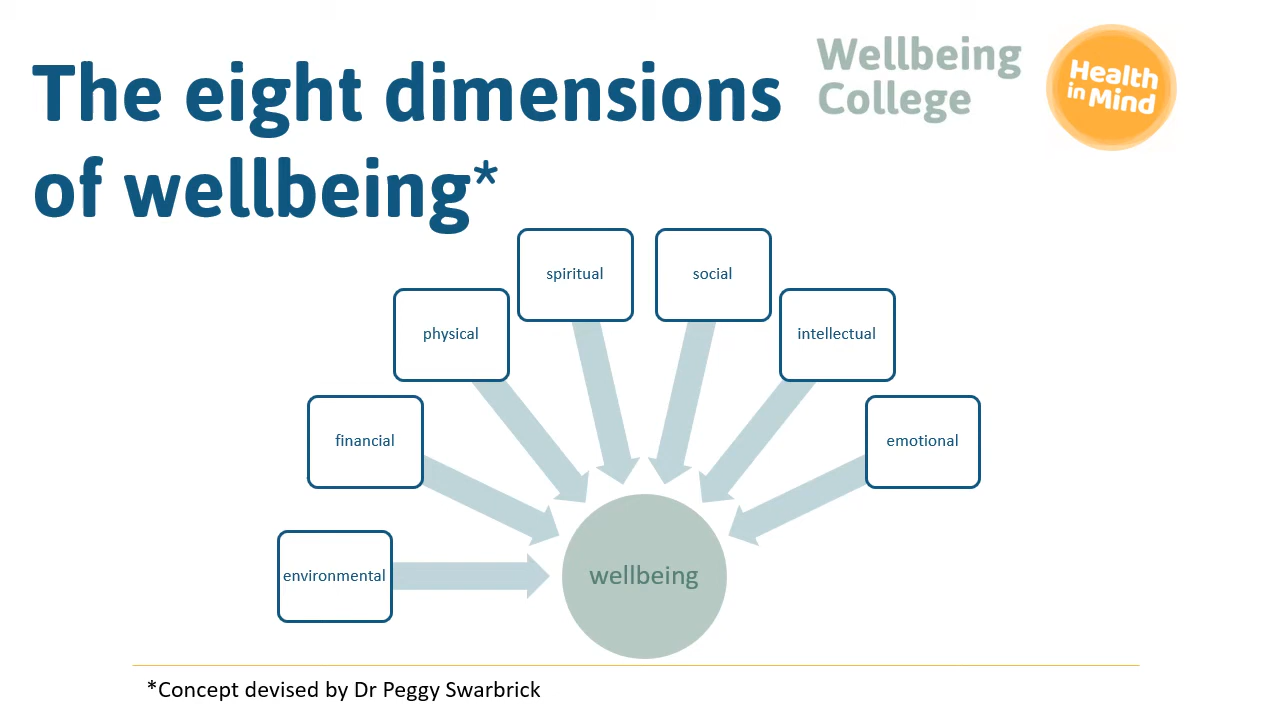 The eight dimensions
of wellbeing*
Wellbeing
College
Health
in Mind
spiritual
social
physical
intellectual
financial
emotional
environmental
wellbeing
*Concept devised by Dr Peggy Swarbrick